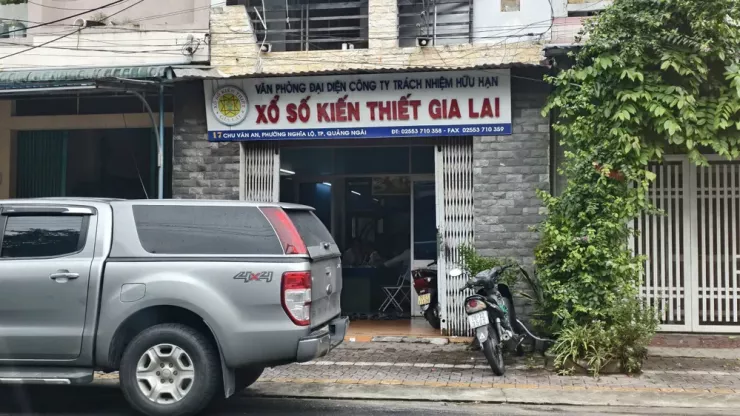 VĂN PHÒNG ĐẠI DIỆN CÔNG TY TRÁCH NHIỆM HỮU HẠN
XỔ SỐ KIẾN THIẾT GIA LAI
17 CHU VĂN AN, PHƯỜNG NGHĨA LỘ, TP. QUẢNG NGÃI ĐT: 02553 710 358 - FAX: 02553 710 359
4x4